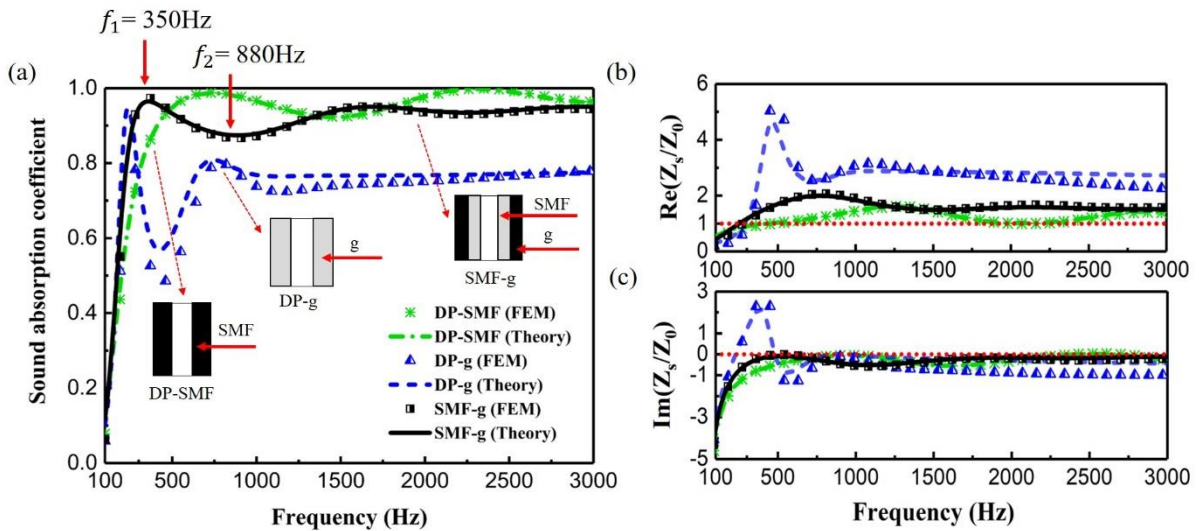 f₁= 350Hz
f₂= 880Hz
(a)
Sound absorption coefficient
1.0
0.8
0.6
0.4
0.2
0.0
100 500 1000 1500 2000 2500 3000
Frequency (Hz)
SMF
DP-SMF
g
DP-g
SMF
g
SMF-g
DP-SMF (FEM)
DP-SMF (Theory)
DP-g (FEM)
DP-g (Theory)
SMF-g (FEM)
SMF-g (Theory)
(b)
Re(Zₛ/Z₀)
6
5
4
3
2
1
0
100 500 1000 1500 2000 2500 3000
(c)
Im(Zₛ/Z₀)
3
2
0
-1
-3
-5
100 500 1000 1500 2000 2500 3000
Frequency (Hz)